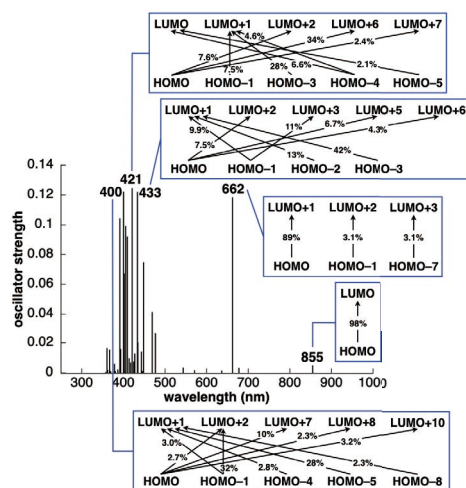 LUMO LUMO+1 LUMO+2 LUMO+6 LUMO+7
4.6% 34% 2.4%
7.6%
7.5% 28% 6.6% 2.1%
HOMO HOMO−1 HOMO−3 HOMO−4 HOMO−5
LUMO+1 LUMO+2 LUMO+3 LUMO+5 LUMO+6
9.9% 11% 6.7% 4.3%
7.5% 13% 42%
HOMO HOMO−1 HOMO−2 HOMO−3
0.14
421
400 433 662
0.12
0.1
0.08
0.06
0.04
0.02
0
oscillator strength
LUMO+1 LUMO+2 LUMO+3
89% 3.1% 3.1%
HOMO HOMO−1 HOMO−7
LUMO
98%
HOMO
855
300 400 500 600 700 800 900 1000
wavelength (nm)
LUMO+1 LUMO+2 LUMO+7 LUMO+8 LUMO+10
3.0% 10% 2.3% 3.2%
2.7% 32% 2.8% 28% 2.3%
HOMO HOMO−1 HOMO−4 HOMO−5 HOMO−8